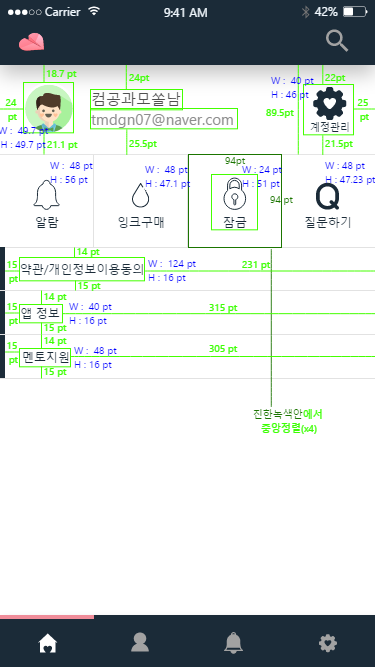 Carrier 9:41 AM 42%
18.7 pt
24pt
W : 40 pt
22pt
H : 46 pt
24 pt
컴공과모쏠남
89.5pt
25 pt
tmdgn07@naver.com
W : 49.7 pt
H : 49.7 pt
계정관리
21:1 pt
25.5pt
21.5pt
94pt
W : 48 pt
H : 56 pt
W : 48 pt
H : 47.1 pt
W : 24 pt
H : 51 pt
W : 48 pt
H : 47.23 pt
94 pt
알람
잉크구매
잠금
질문하기
14 pt
15 pt
약관/개인정보이용동의
W : 124 pt
H : 16 pt
231 pt
15 pt
14 pt
15 pt
앱 정보
W : 40 pt
H : 16 pt
315 pt
15 pt
14 pt
15 pt
멘토지원
W : 48 pt
H : 16 pt
305 pt
15 pt
진한녹색안에서
중앙정렬(x4)